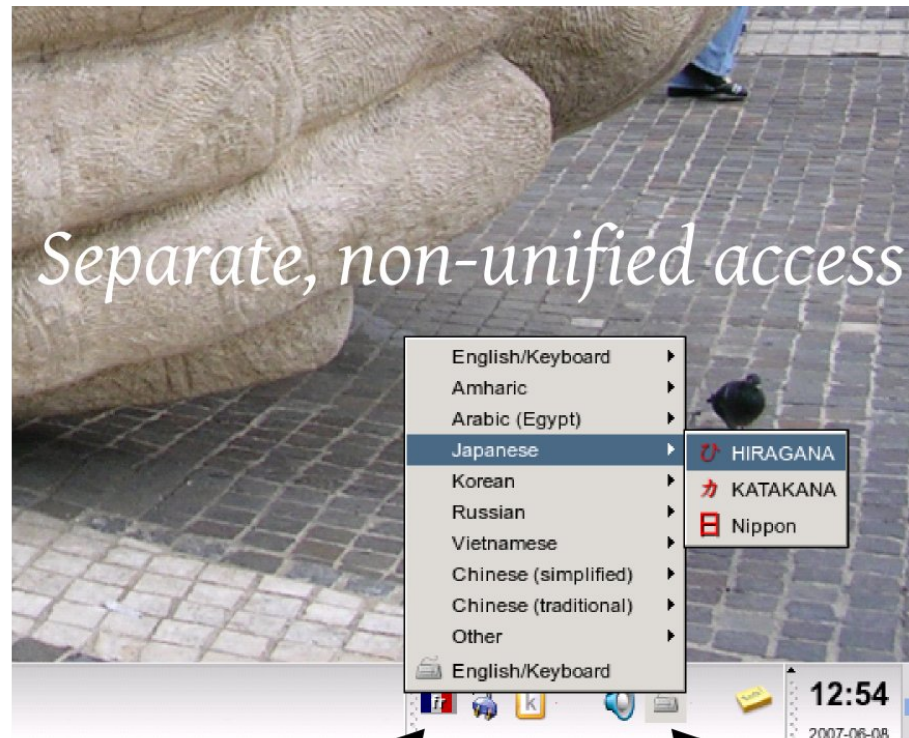 Separate, non-unified access
English/Keyboard
Amharic
Arabic (Egypt)
Japanese
Korean
Russian
Vietnamese
Chinese (simplified)
Chinese (traditional)
Other
English/Keyboard
ひ HIRAGANA
カ KATAKANA
日 Nippon
fr
k
12:54
2007-06-08